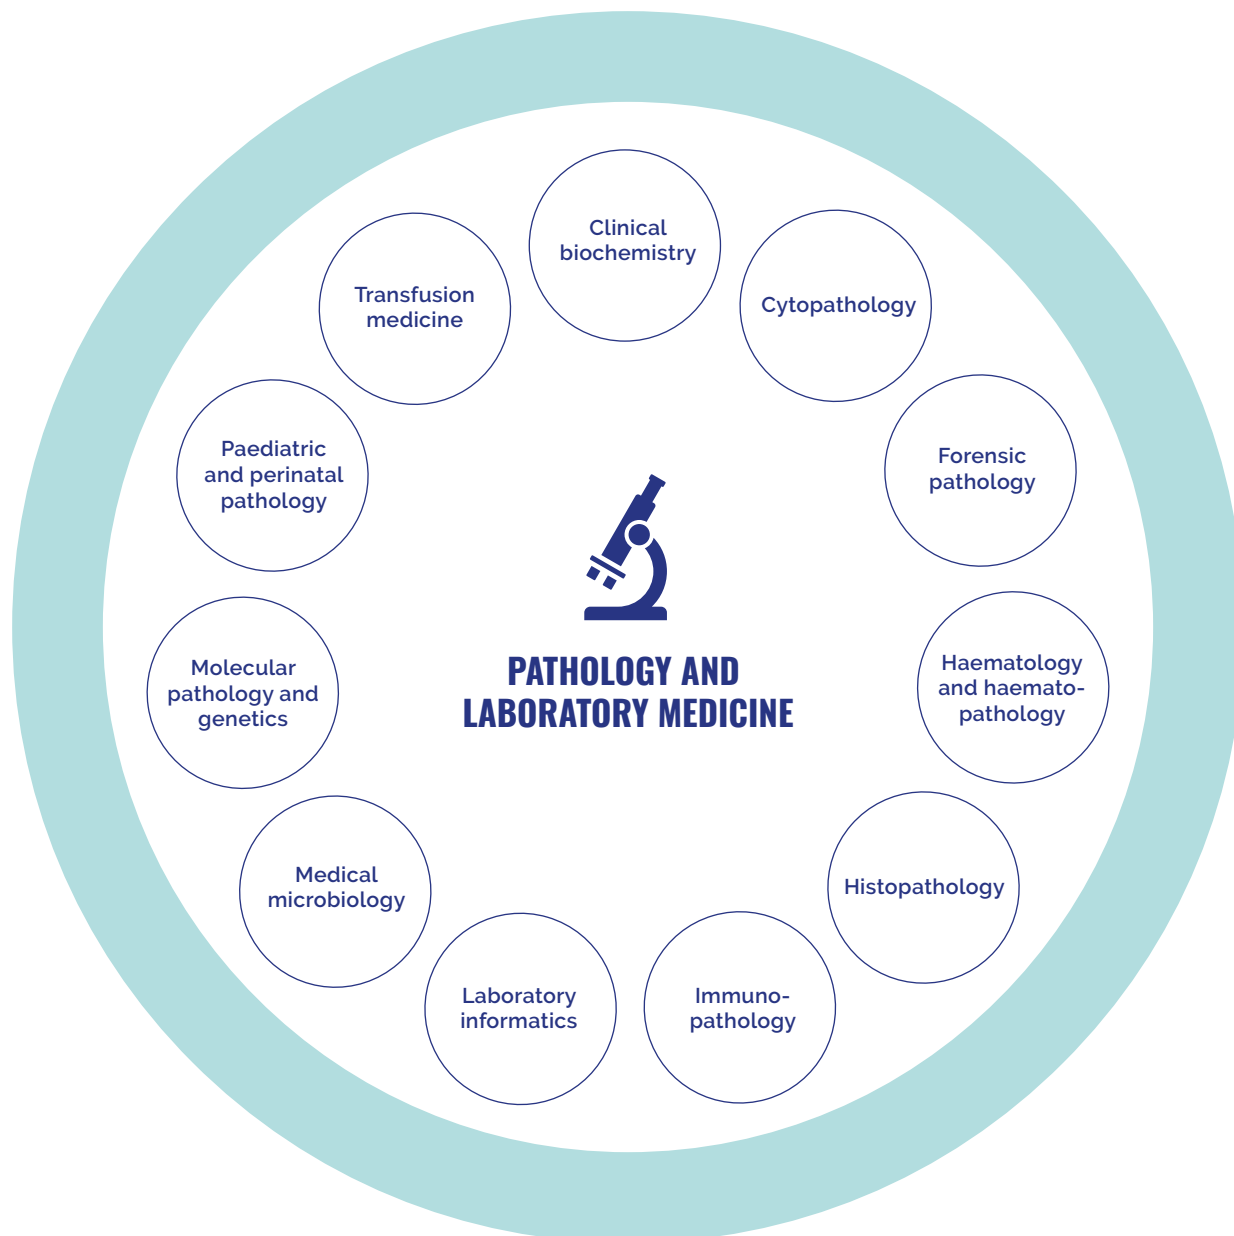 Clinical
biochemistry
Cytopathology
Forensic
pathology
Haematology
and haemato-
pathology
Histopathology
Immuno-
pathology
Laboratory
informatics
Medical
microbiology
Molecular
pathology and
genetics
Paediatric
and perinatal
pathology
Transfusion
medicine
PATHOLOGY AND
LABORATORY MEDICINE